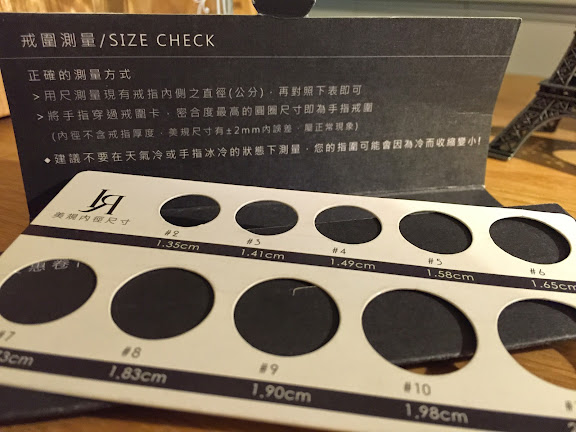 戒圍測量/SIZE CHECK
正確的測量方式
>用尺測量現有戒指內側之直徑(公分)，再對照下表即可
>將手指穿過戒圍卡，密合度最高的圓圈尺寸即為手指戒圍
(內徑不含戒指厚度，美規尺寸有±2mm內誤差，屬正常現象)
◆建議不要在天氣冷或手指冰冷的狀態下測量，您的指圍可能會因為冷而收縮變小!
美規內徑尺寸
#2 #3 #4 #5 #6
1.35cm 1.41cm 1.49cm 1.58cm 1.65cm
惠卷
#7 #8 #9 #10
3cm 1.83cm 1.90cm 1.98cm